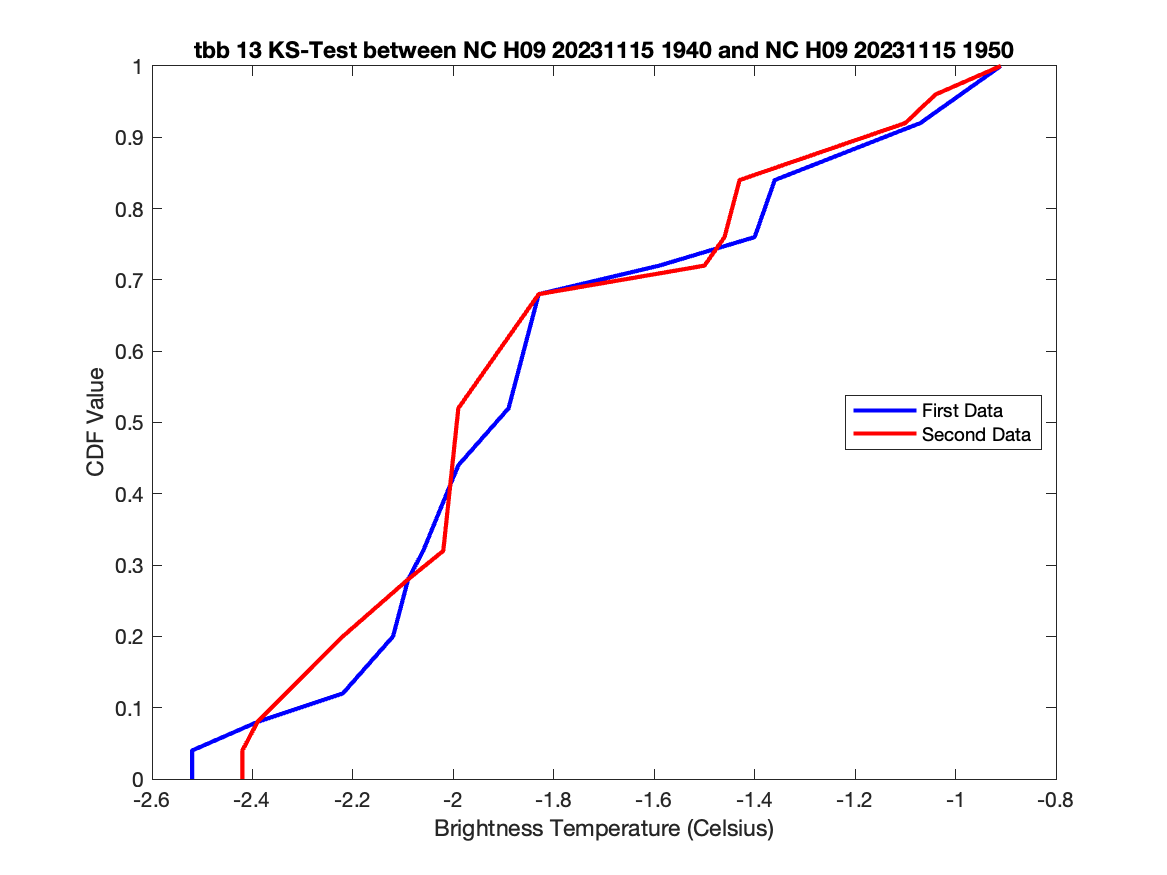 tbb 13 KS-Test between NC H09 20231115 1940 and NC H09 20231115 1950
1
0.9
0.8
0.7
0.6
0.5
0.4
0.3
0.2
0.1
0
CDF Value
First Data
Second Data
-2.6 -2.4 -2.2 -2 -1.8 -1.6 -1.4 -1.2 -1 -0.8
Brightness Temperature (Celsius)